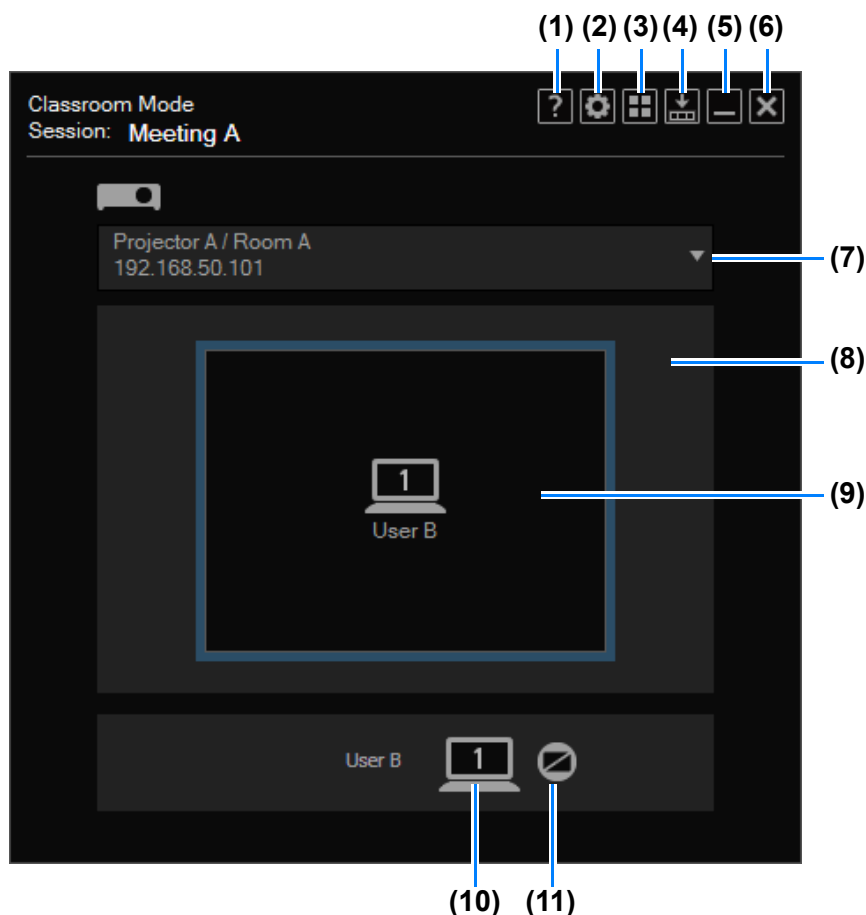 (1) (2) (3) (4) (5) (6)
Classroom Mode
Session: Meeting A
?
Projector A / Room A
192.168.50.101
(7)
(8)
1
User B
(9)
User B 1
(10) (11)